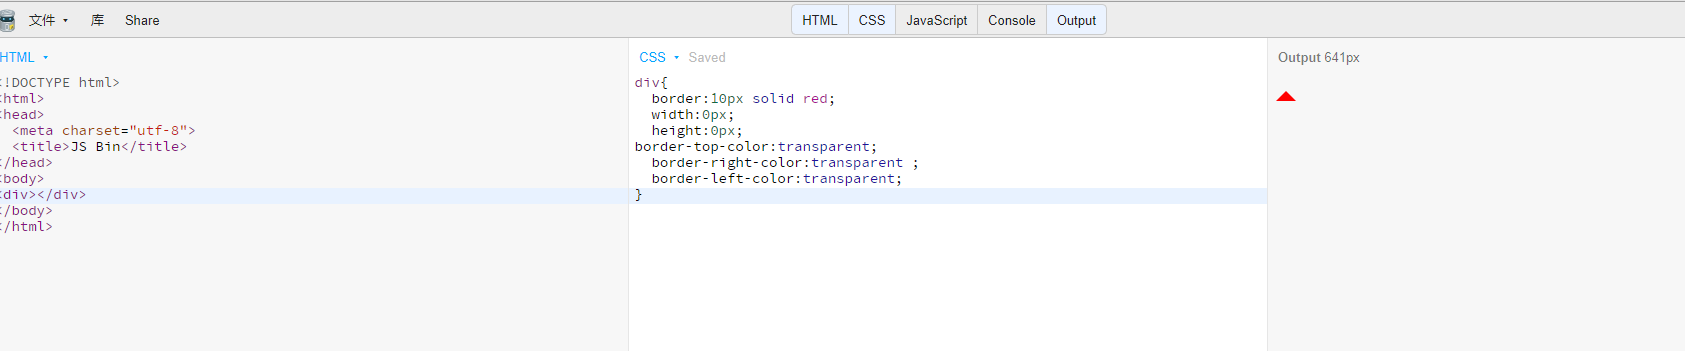 文件 库 Share HTML CSS JavaScript Console Output
HTML
<!DOCTYPE html>
<html>
<head>
  <meta charset="utf-8">
  <title>JS Bin</title>
</head>
<body>
<div></div>
</body>
</html>
CSS Saved
div{
  border:10px solid red;
  width:0px;
  height:0px;
border-top-color:transparent;
  border-right-color:transparent ;
  border-left-color:transparent;
}
Output 641px